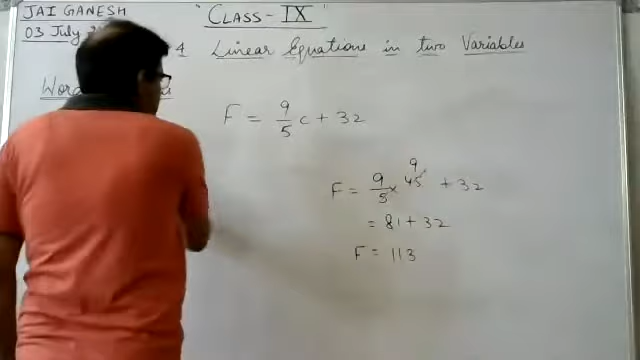 JAI GANESH
"CLASS - IX"
03 July
4 Linear Equations in two Variables
F = 9/5 c + 32
F = 9/5 × 45 9 + 32
= 81 + 32
F = 113